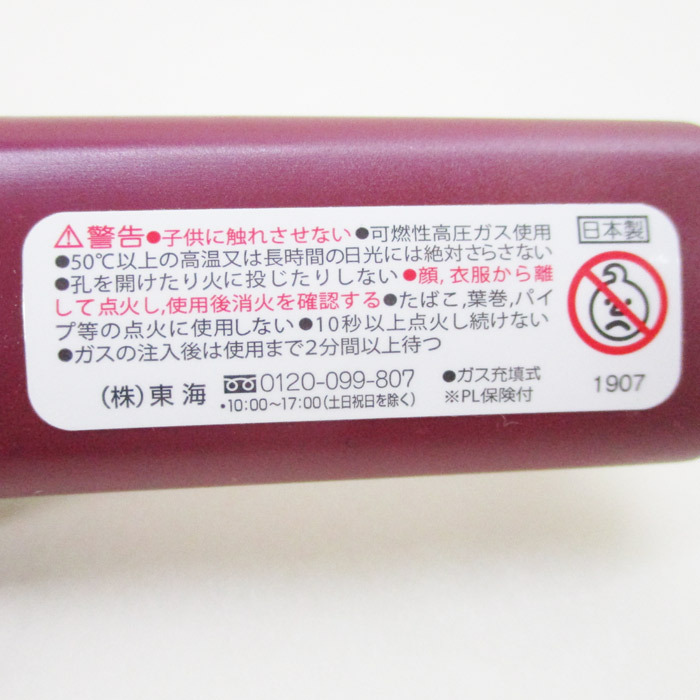 ⚠警告●子供に触れさせない●可燃性高圧ガス使用 日本製
●50℃以上の高温又は長時間の日光には絶対さらさない
●孔を開けたり火に投じたりしない●顔,衣服から離
して点火し,使用後消火を確認する●たばこ,葉巻,パイ
プ等の点火に使用しない●10秒以上点火し続けない
●ガスの注入後は使用まで2分間以上待つ
(株)東海 0120-099-807 ●ガス充填式 1907
•10:00〜17:00(土日祝日を除く) ※PL保険付